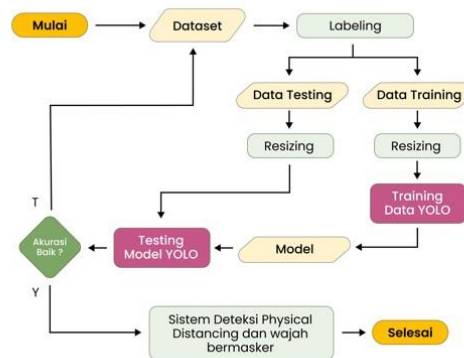 Mulai
Dataset
Labeling
Data Testing
Data Training
Resizing
Resizing
Training
Data YOLO
T
Akurasi
Baik ?
Testing
Model YOLO
Model
Y
Sistem Deteksi Physical
Distancing dan wajah
bermasker
Selesai